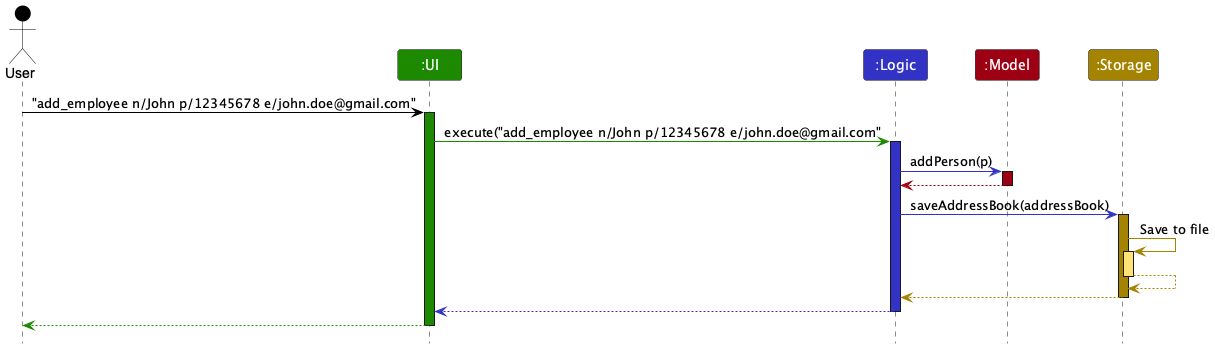 User
:UI
:Logic
:Model
:Storage
"add_employee n/John p/12345678 e/john.doe@gmail.com"
execute("add_employee n/John p/12345678 e/john.doe@gmail.com"
addPerson(p)
saveAddressBook(addressBook)
Save to file